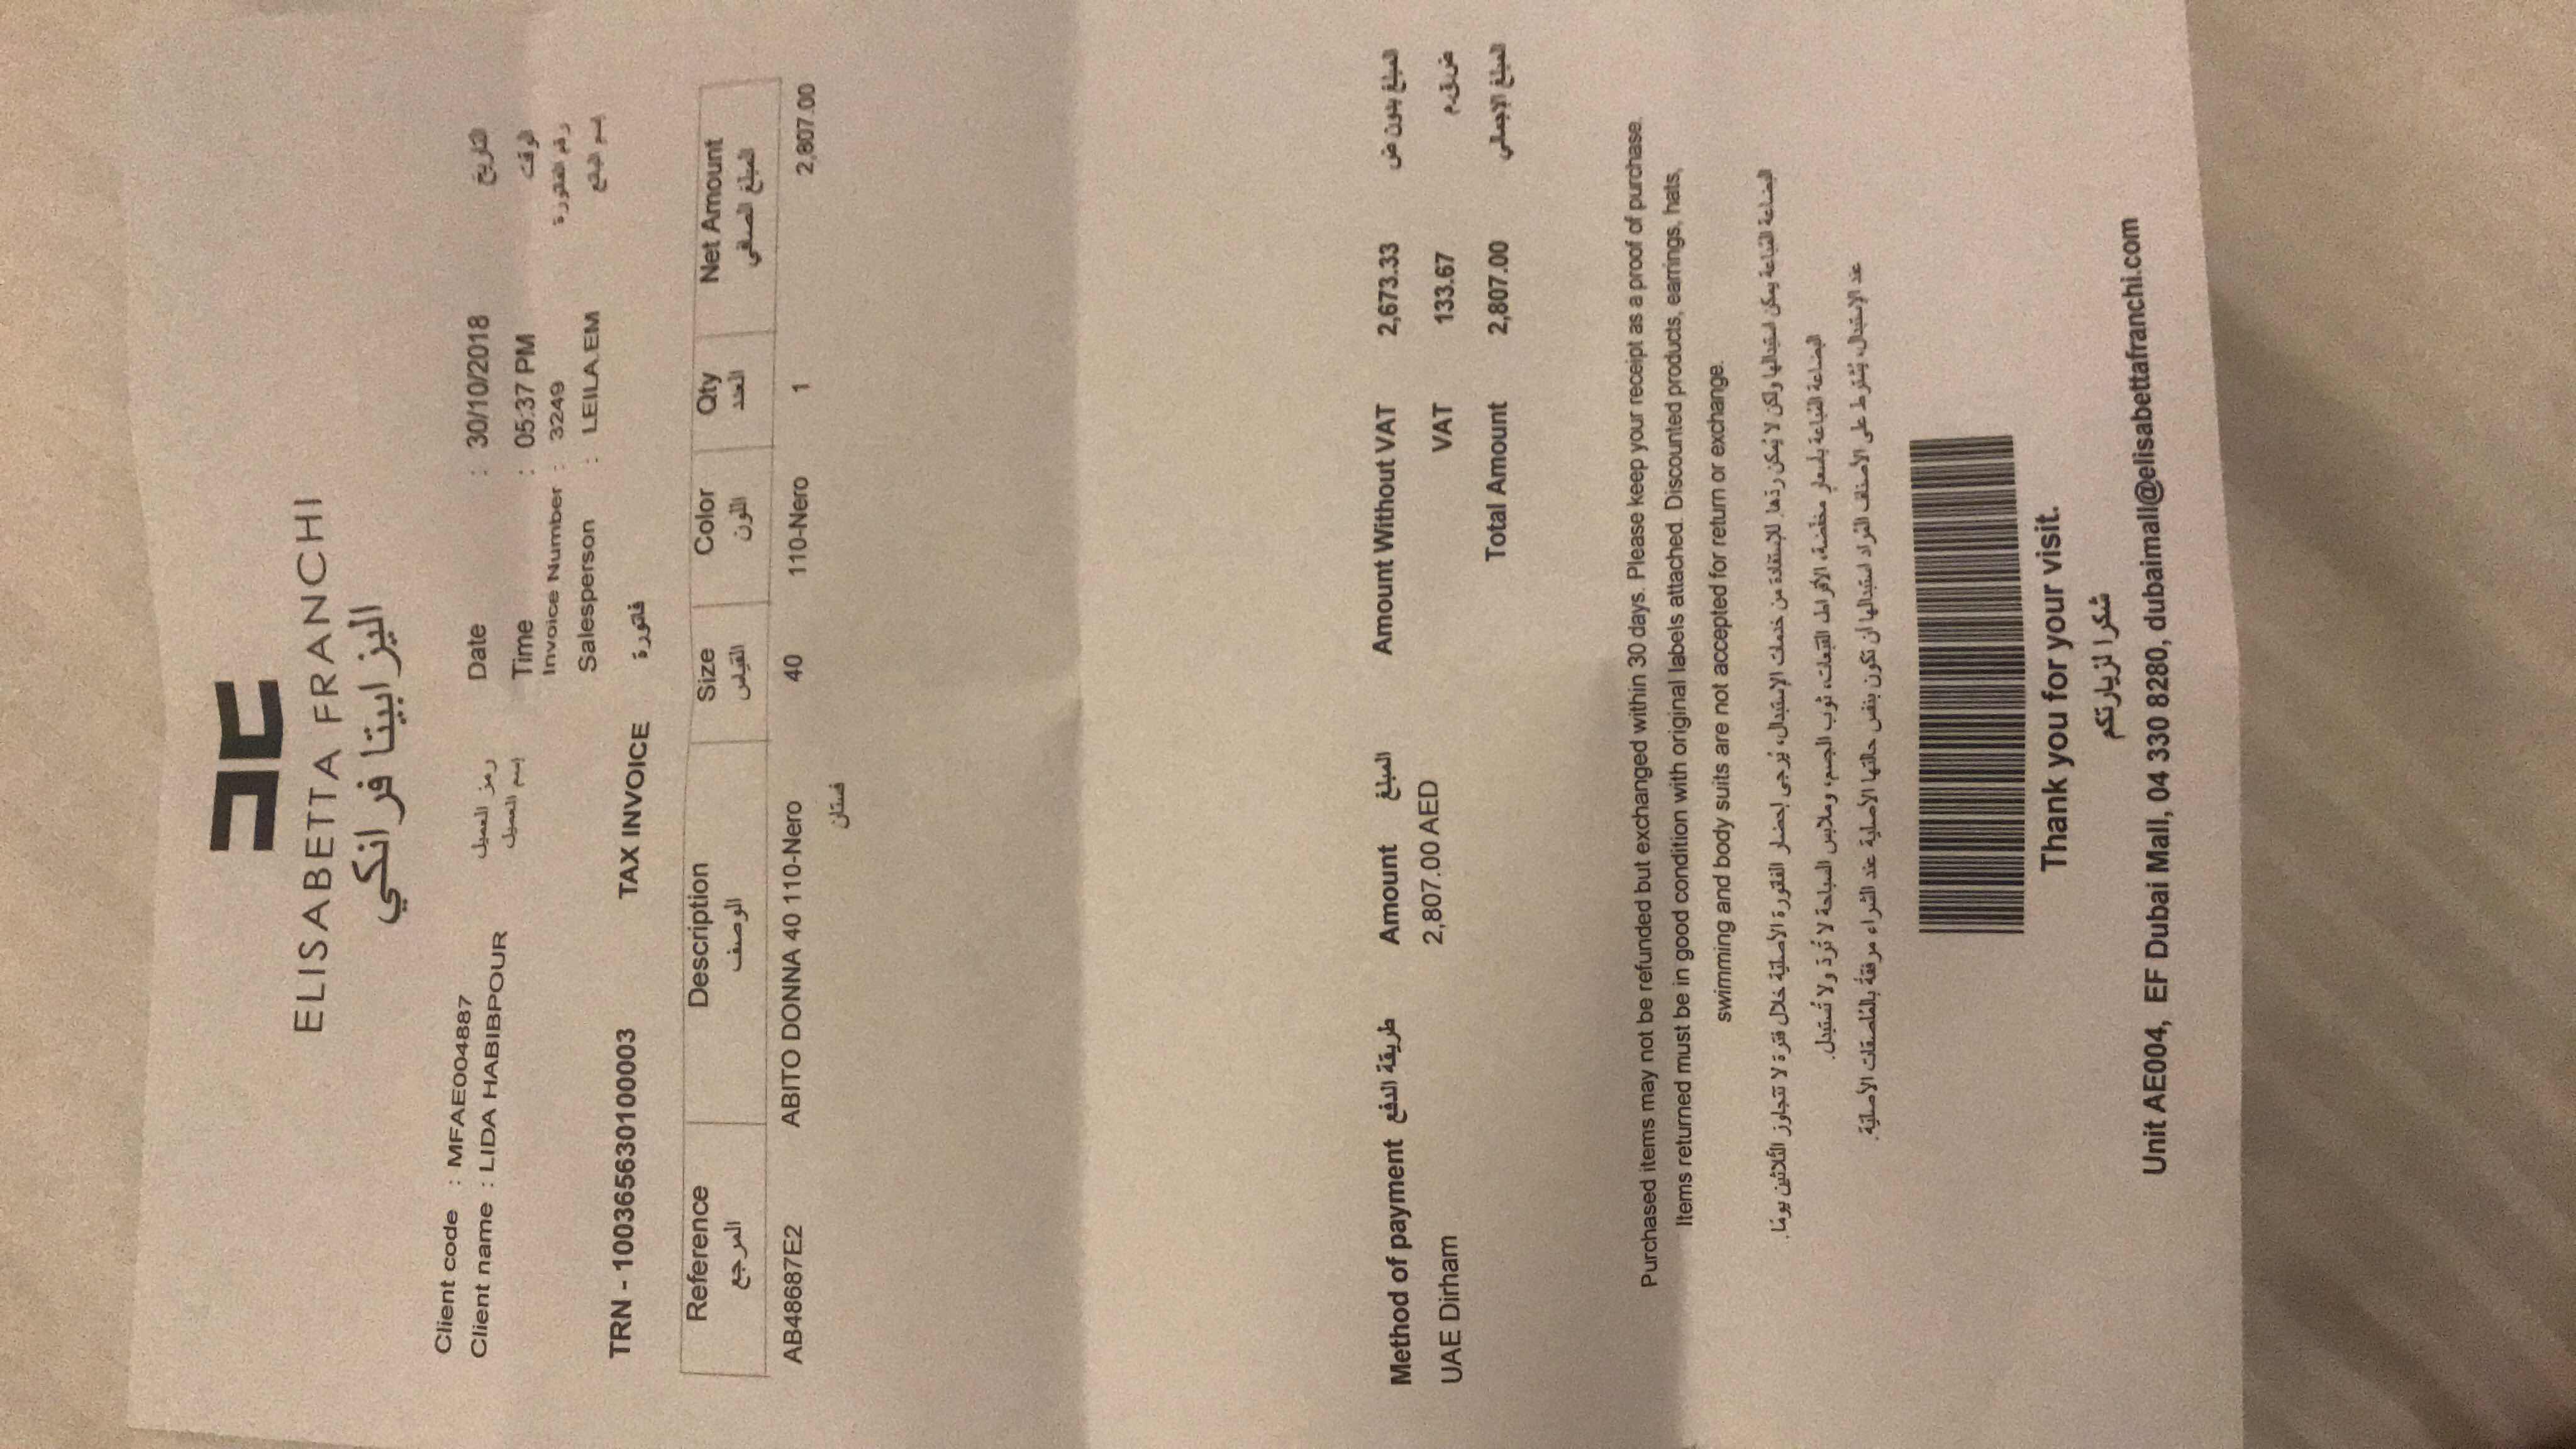 ELISABETTA FRANCHI
اليزابيتا فرانكي
Client code : MFAE004887 رمز العميل
Client name : LIDA HABIBPOUR إسم العميل
Date : 30/10/2018 التاريخ
Time : 05:37 PM الوقت
Invoice Number : 3249 رقم الفاتورة
Salesperson : LEILA.EM إسم البائع
TRN - 100365630100003 TAX INVOICE فاتورة
Reference Description Size Color Qty Net Amount
المرجع الوصف القياس اللون العدد المبلغ الصافي
AB48687E2 ABITO DONNA 40 110-Nero 40 110-Nero 1 2,807.00
فستان
Method of payment طريقة الدفع Amount المبلغ
UAE Dirham 2,807.00 AED
Amount Without VAT 2,673.33 المبلغ بدون ض
VAT 133.67 ض.ق.م
Total Amount 2,807.00 المبلغ الإجمالي
Purchased items may not be refunded but exchanged within 30 days. Please keep your receipt as a proof of purchase.
Items returned must be in good condition with original labels attached. Discounted products, earrings, hats,
swimming and body suits are not accepted for return or exchange.
البضاعة المُباعة يمكن استبدالها ولكن لا يُمكن ردّها. للإستفادة من خدمات الإستبدال، يُرجى إحضار الفاتورة الأصليّة خلال فترة لا تتجاوز الثّلاثين يومًا.
البضاعة المُباعة بأسعارٍ مخفّضة، الأقراط، القبّعات، ثوب الجسم، وملابس السباحة لا تُردّ ولا تُستبدل.
عند الإستبدال، يُشترط على الأصناف المُراد استبدالها أن تكون بنفس حالتها الأصلية عند الشراء مرفقةً بالمُلصقات الأصليّة.
Thank you for your visit.
شكرا لزيارتكم
Unit AE004, EF Dubai Mall, 04 330 8280, dubaimall@elisabettafranchi.com